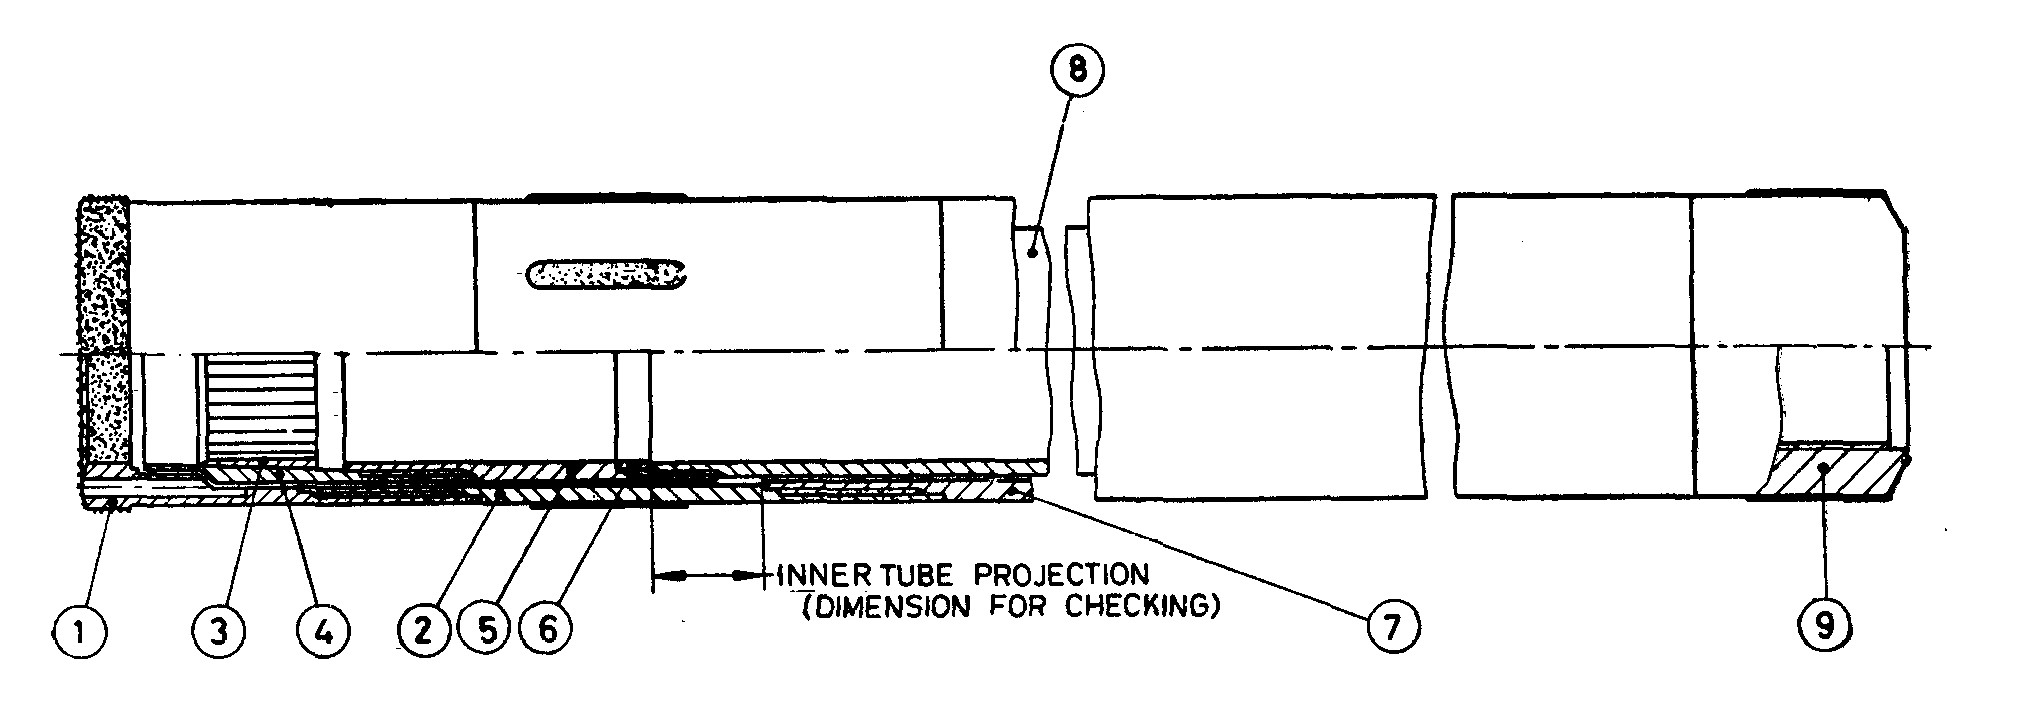 8
INNER TUBE PROJECTION
(DIMENSION FOR CHECKING)
1 3 4 2 5 6 7 9